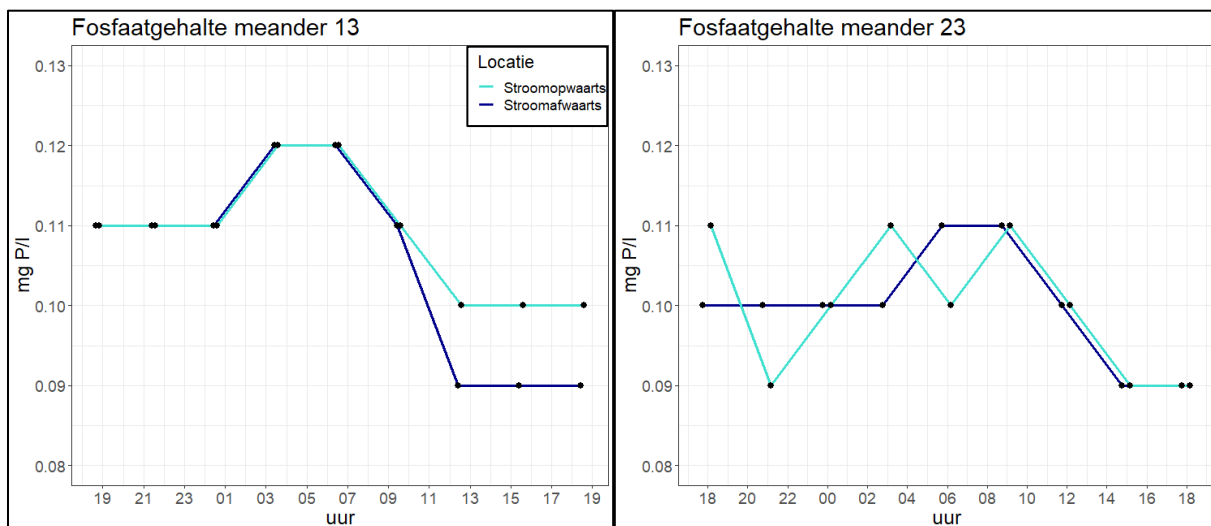 Fosfaatgehalte meander 13
Locatie
Stroomopwaarts
Stroomafwaarts
mg P/l
0.13
0.12
0.11
0.10
0.09
0.08
19 21 23 01 03 05 07 09 11 13 15 17 19
uur
Fosfaatgehalte meander 23
mg P/l
0.13
0.12
0.11
0.10
0.09
0.08
18 20 22 00 02 04 06 08 10 12 14 16 18
uur